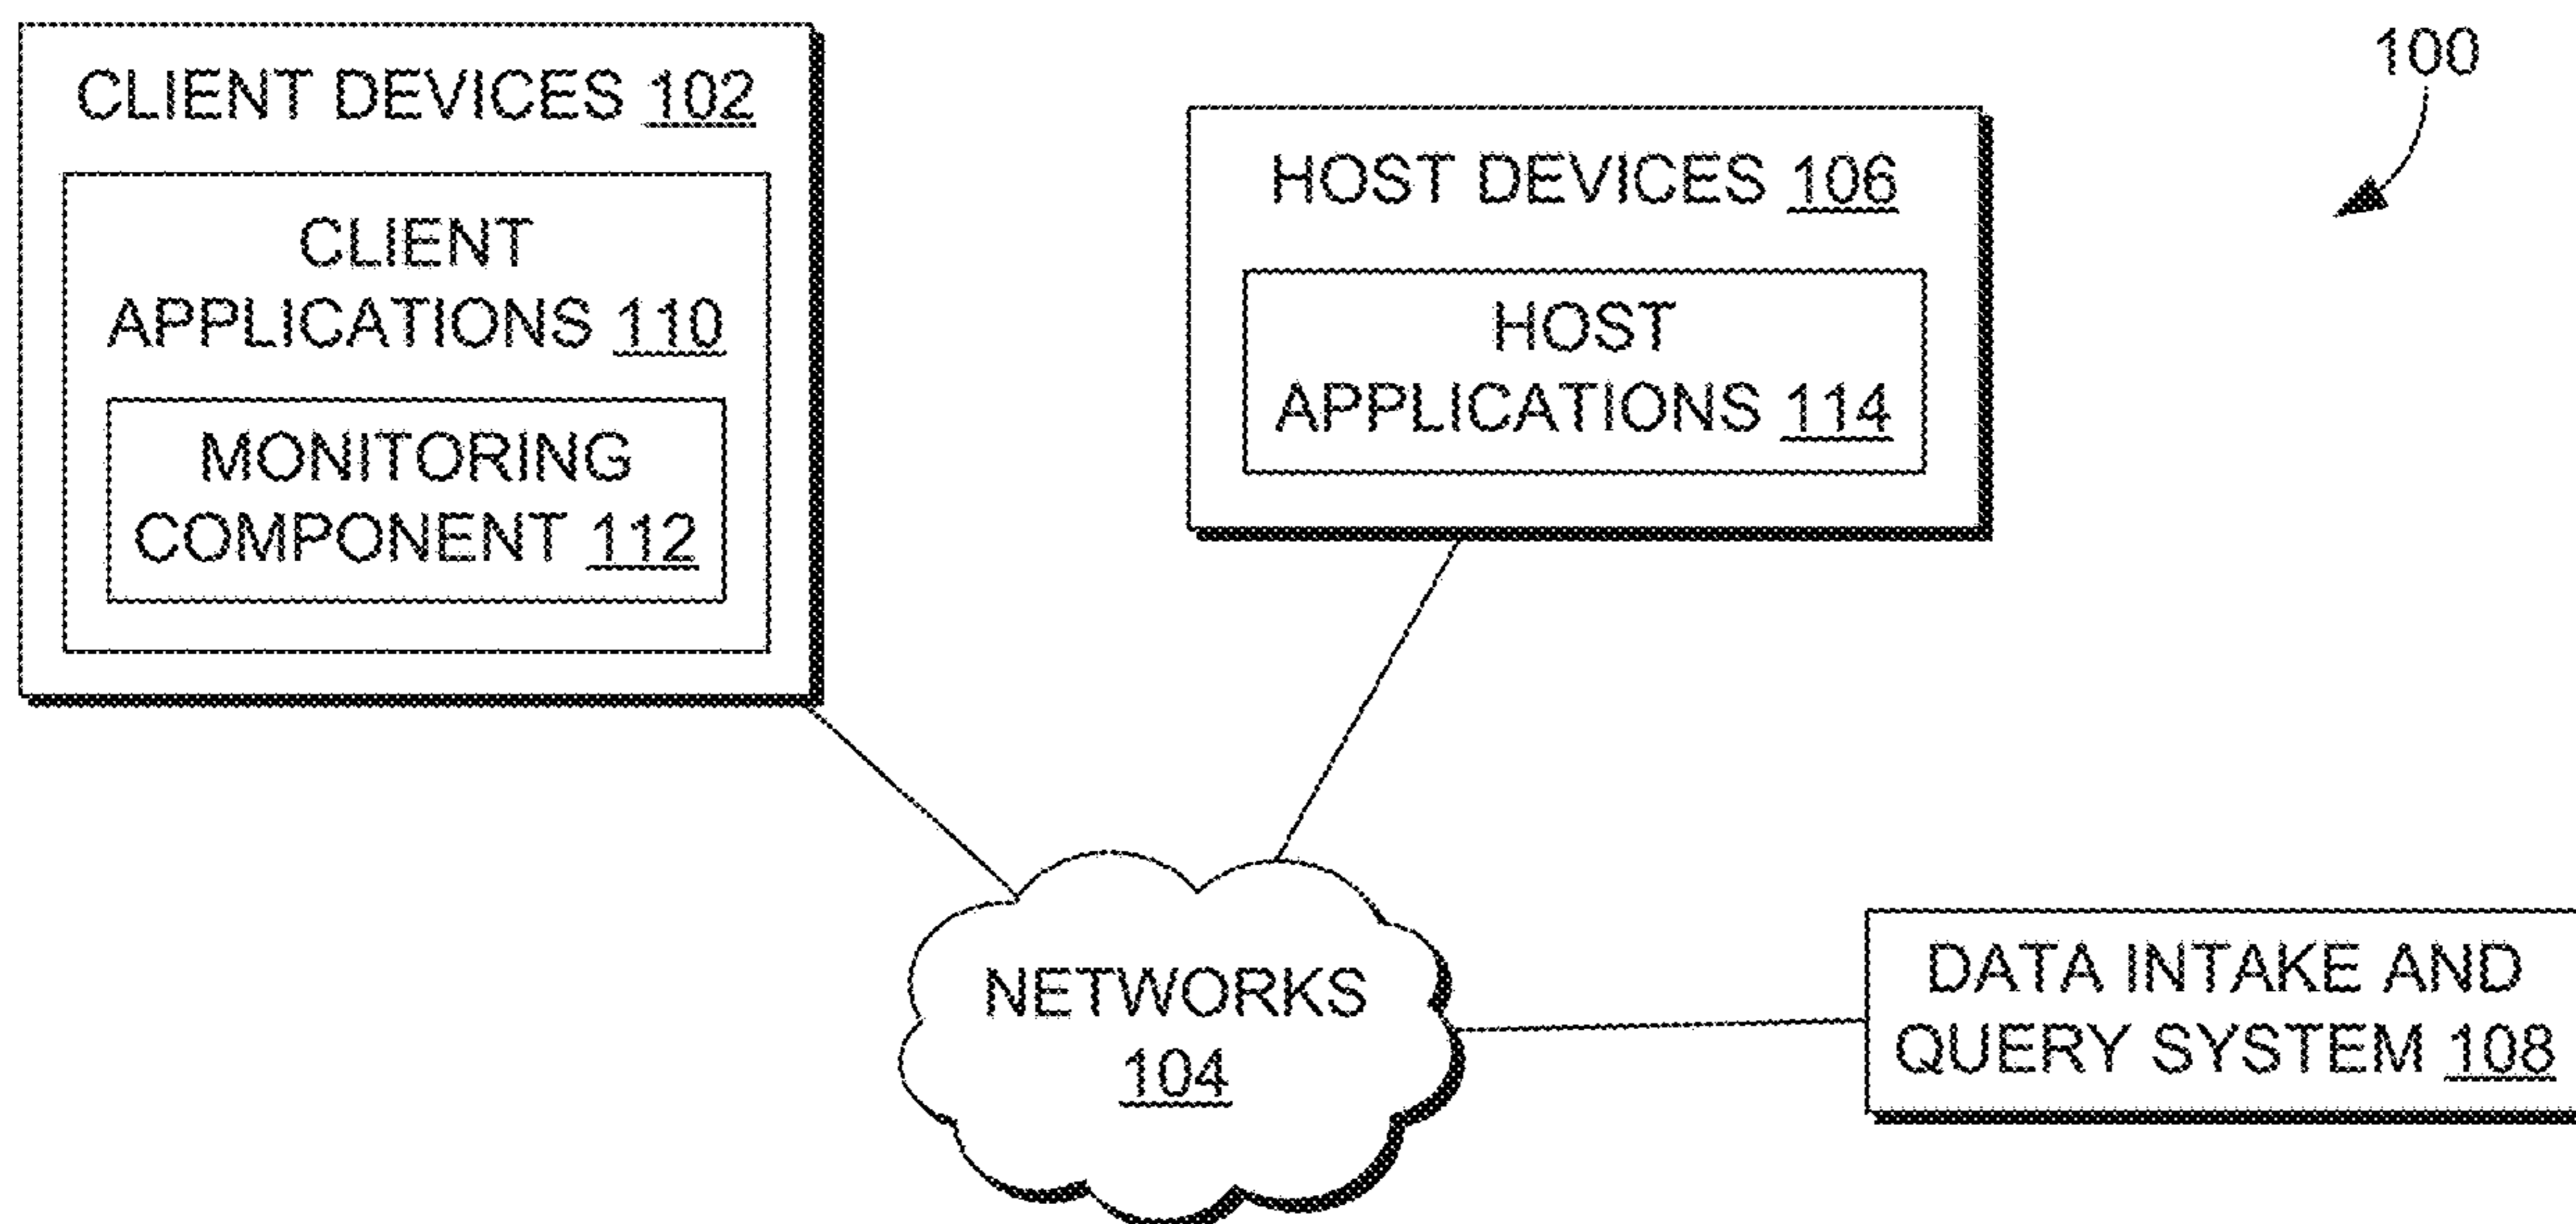 CLIENT DEVICES 102
CLIENT
APPLICATIONS 110
MONITORING
COMPONENT 112
HOST DEVICES 106
HOST
APPLICATIONS 114
100
NETWORKS
104
DATA INTAKE AND
QUERY SYSTEM 108